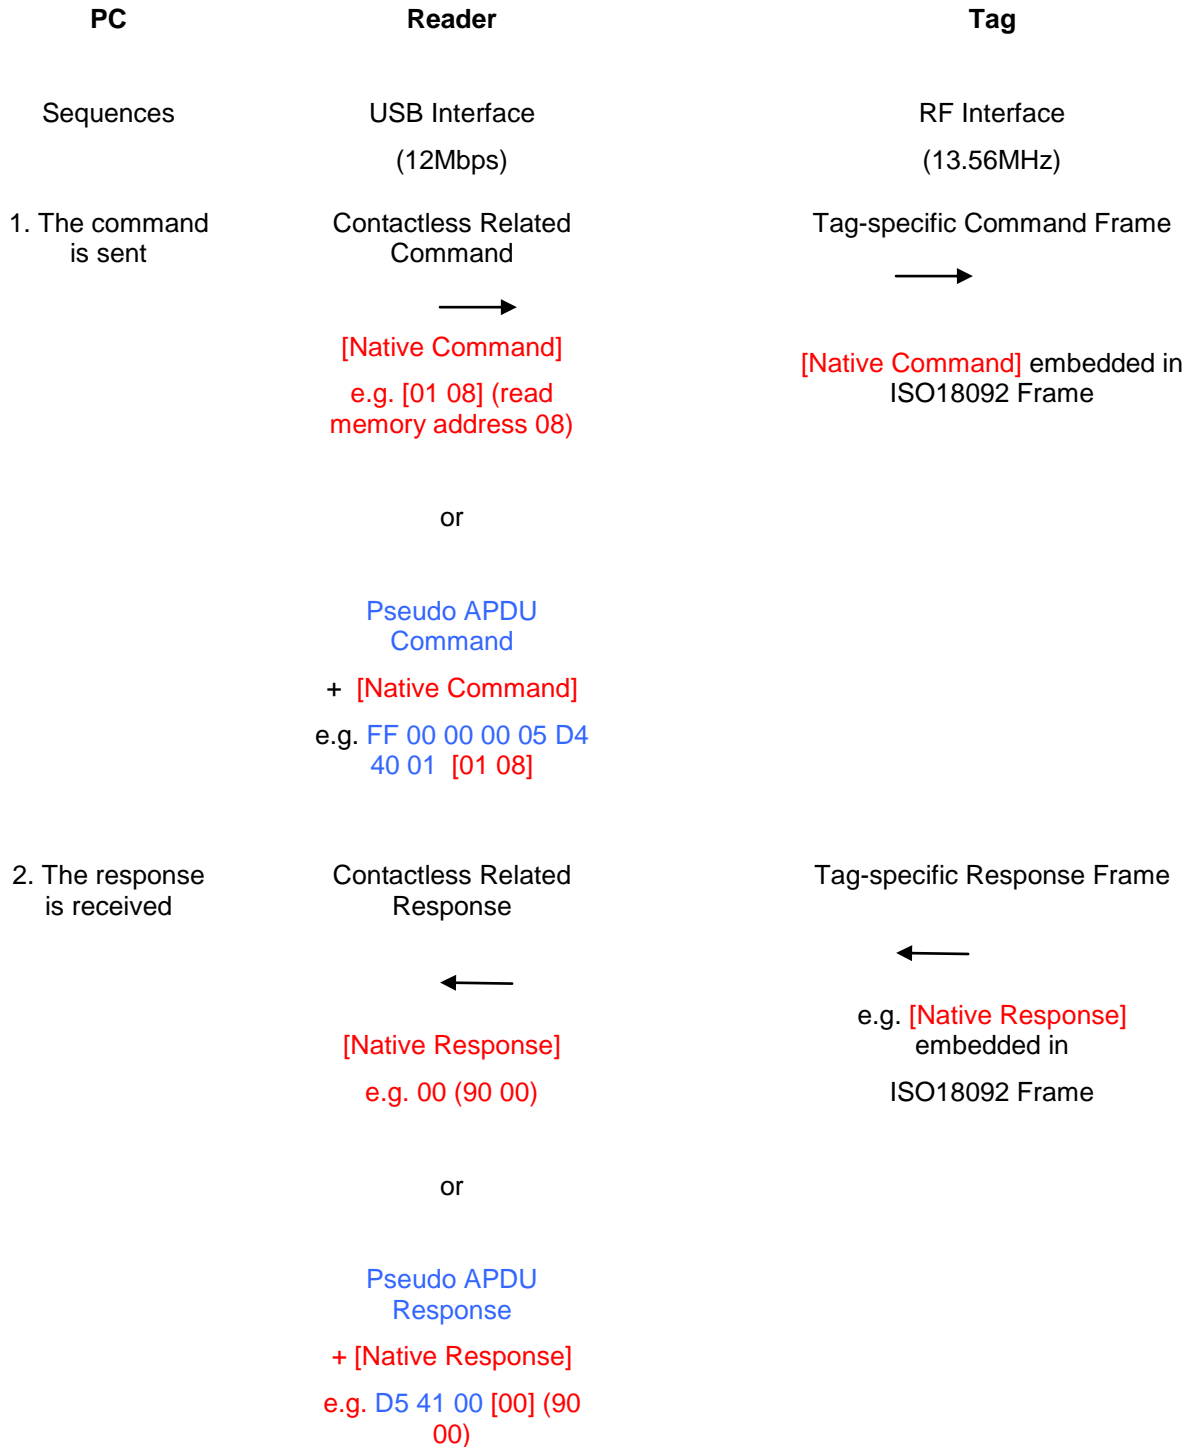 PC Reader Tag
Sequences USB Interface RF Interface
(12Mbps) (13.56MHz)
1. The command
is sent
Contactless Related
Command
Tag-specific Command Frame
[Native Command]
e.g. [01 08] (read
memory address 08)
[Native Command] embedded in
ISO18092 Frame
or
Pseudo APDU
Command
+ [Native Command]
e.g. FF 00 00 00 05 D4
40 01 [01 08]
2. The response
is received
Contactless Related
Response
Tag-specific Response Frame
[Native Response]
e.g. 00 (90 00)
e.g. [Native Response]
embedded in
ISO18092 Frame
or
Pseudo APDU
Response
+ [Native Response]
e.g. D5 41 00 [00] (90
00)